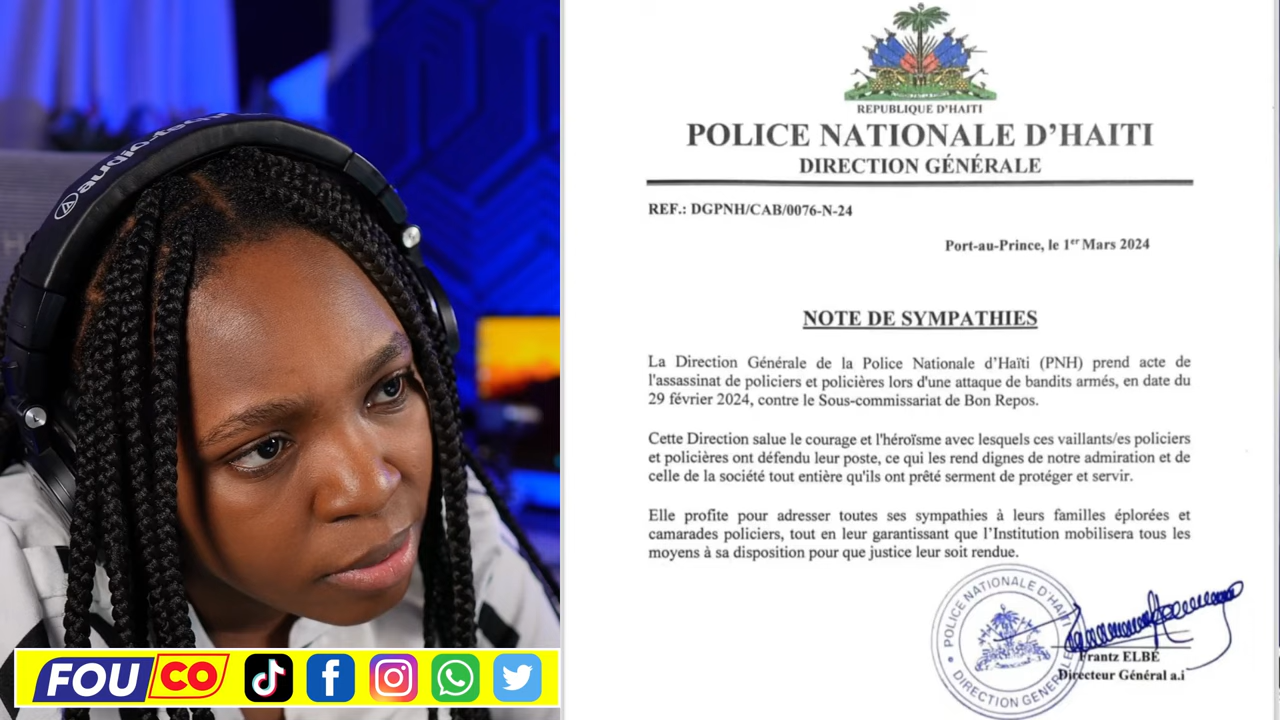 audio-technica
FOUCO
REPUBLIQUE D'HAITI
POLICE NATIONALE D'HAITI
DIRECTION GÉNÉRALE
REF.: DGPNH/CAB/0076-N-24
Port-au-Prince, le 1er Mars 2024
NOTE DE SYMPATHIES
La Direction Générale de la Police Nationale d'Haïti (PNH) prend acte de
l'assassinat de policiers et policières lors d'une attaque de bandits armés, en date du
29 février 2024, contre le Sous-commissariat de Bon Repos.
Cette Direction salue le courage et l'héroïsme avec lesquels ces vaillants/es policiers
et policières ont défendu leur poste, ce qui les rend dignes de notre admiration et de
celle de la société tout entière qu'ils ont prêté serment de protéger et servir.
Elle profite pour adresser toutes ses sympathies à leurs familles éplorées et
camarades policiers, tout en leur garantissant que l'Institution mobilisera tous les
moyens à sa disposition pour que justice leur soit rendue.
POLICE NATIONALE D'HAITI
DIRECTION GENERALE
Frantz ELBÉ
Directeur Général a.i